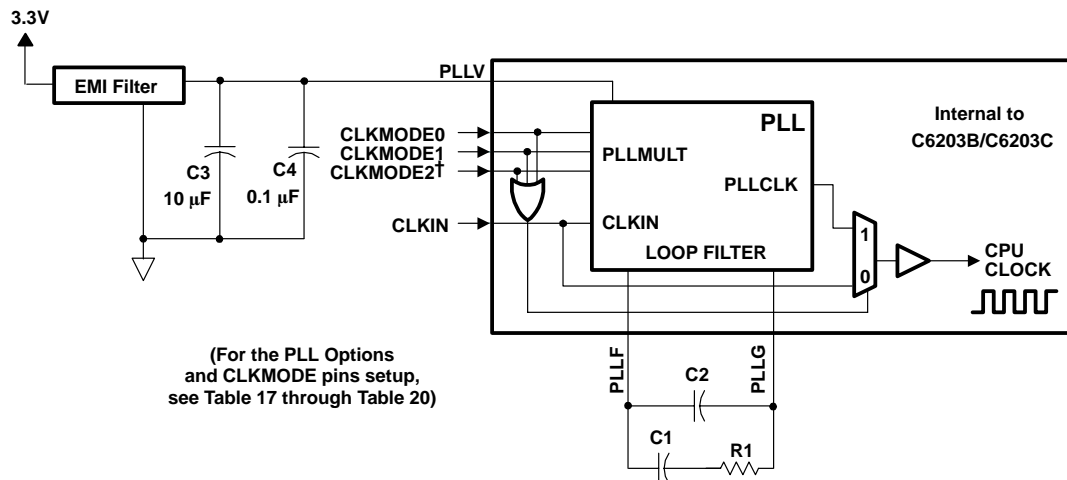 3.3V
EMI Filter
PLLV
C3
10 µF
C4
0.1 µF
CLKMODE0
CLKMODE1
CLKMODE2†
CLKIN
PLL
PLLMULT
PLLCLK
CLKIN
LOOP FILTER
Internal to
C6203B/C6203C
1
0
CPU
CLOCK
(For the PLL Options
and CLKMODE pins setup,
see Table 17 through Table 20)
PLLF
PLLG
C2
C1
R1